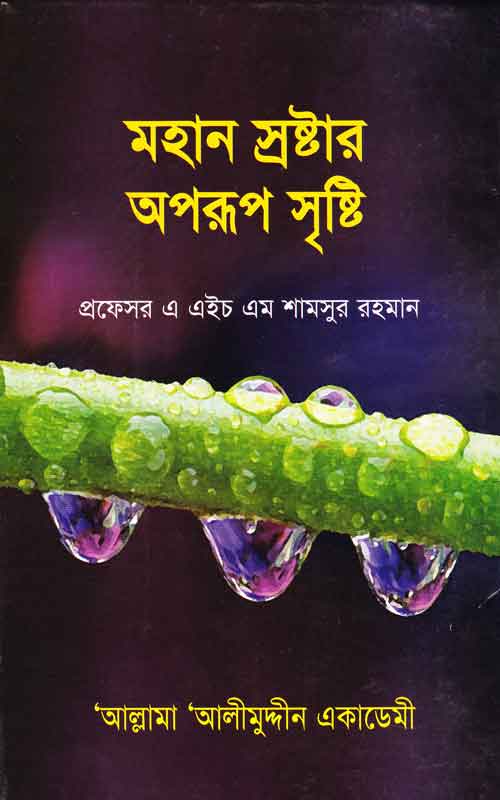 মহান স্রষ্টার
অপরূপ সৃষ্টি
প্রফেসর এ এইচ এম শামসুর রহমান
‘আল্লামা ‘আলীমুদ্দীন একাডেমী